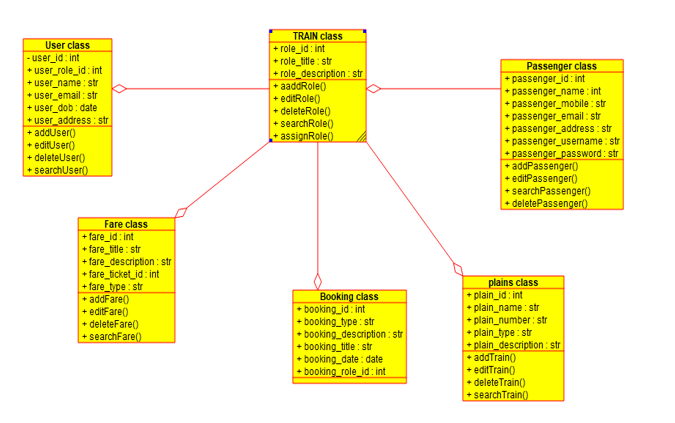 User class
- user_id : int
+ user_role_id : int
+ user_name : str
+ user_email : str
+ user_dob : date
+ user_address : str
+ addUser()
+ editUser()
+ deleteUser()
+ searchUser()
TRAIN class
+ role_id : int
+ role_title : str
+ role_description : str
+ aaddRole()
+ editRole()
+ deleteRole()
+ searchRole()
+ assignRole()
Passenger class
+ passenger_id : int
+ passenger_name : int
+ passenger_mobile : str
+ passenger_email : str
+ passenger_address : str
+ passenger_username : str
+ passenger_password : str
+ addPassenger()
+ editPassenger()
+ searchPassenger()
+ deletePassenger()
Fare class
+ fare_id : int
+ fare_title : str
+ fare_description : str
+ fare_ticket_id : int
+ fare_type : str
+ addFare()
+ editFare()
+ deleteFare()
+ searchFare()
Booking class
+ booking_id : int
+ booking_type : str
+ booking_description : str
+ booking_title : str
+ booking_date : date
+ booking_role_id : int
plains class
+ plain_id : int
+ plain_name : str
+ plain_number : str
+ plain_type : str
+ plain_description : str
+ addTrain()
+ editTrain()
+ deleteTrain()
+ searchTrain()